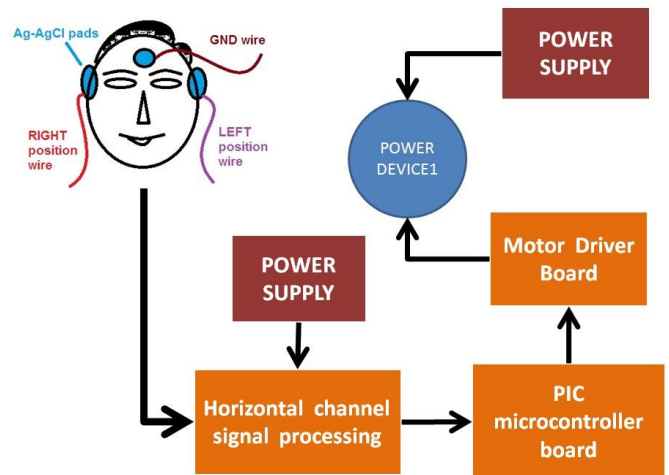 Ag-AgCl pads
GND wire
RIGHT
position
wire
LEFT
position
wire
POWER
SUPPLY
POWER
DEVICE1
Motor Driver
Board
POWER
SUPPLY
Horizontal channel
signal processing
PIC
microcontroller
board